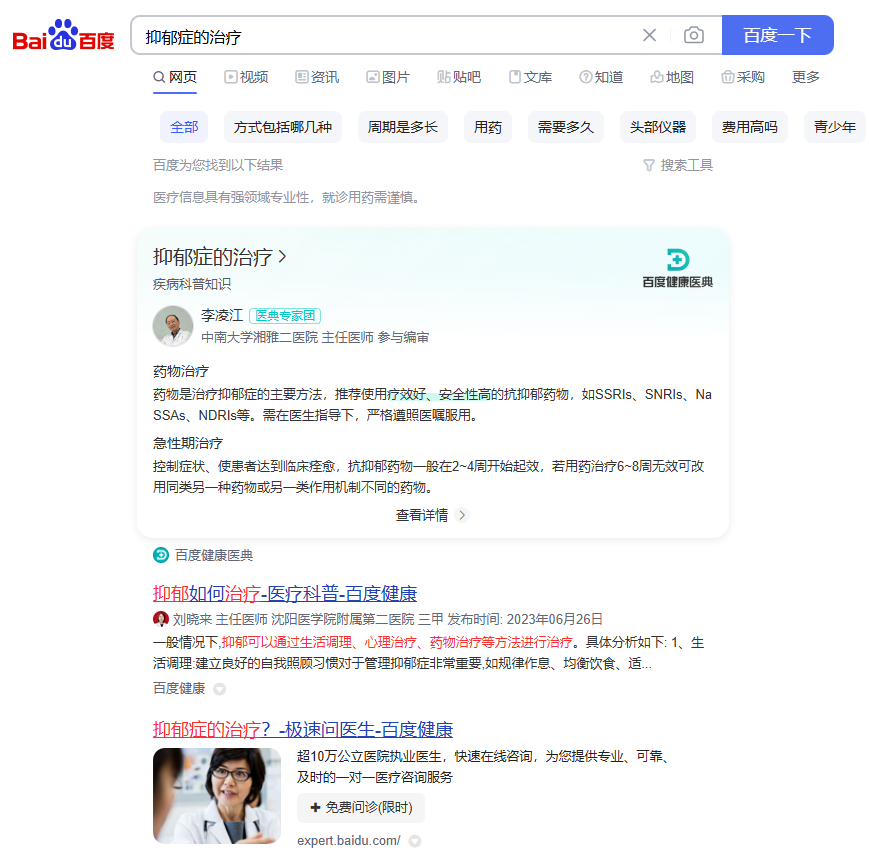 Bai du 百度
抑郁症的治疗
百度一下
网页 视频 资讯 图片 贴吧 文库 知道 地图 采购 更多
全部 方式包括哪几种 周期是多长 用药 需要多久 头部仪器 费用高吗 青少年
百度为您找到以下结果 搜索工具
医疗信息具有强领域专业性，就诊用药需谨慎。
抑郁症的治疗
百度健康医典
疾病科普知识
李凌江 医典专家团
中南大学湘雅二医院 主任医师 参与编审
药物治疗
药物是治疗抑郁症的主要方法，推荐使用疗效好、安全性高的抗抑郁药物，如SSRIs、SNRIs、Na
SSAs、NDRIs等。需在医生指导下，严格遵照医嘱服用。
急性期治疗
控制症状、使患者达到临床痊愈，抗抑郁药物一般在2~4周开始起效，若用药治疗6~8周无效可改
用同类另一种药物或另一类作用机制不同的药物。
查看详情
百度健康医典
抑郁如何治疗-医疗科普-百度健康
刘晓来 主任医师 沈阳医学院附属第二医院 三甲 发布时间: 2023年06月26日
一般情况下,抑郁可以通过生活调理、心理治疗、药物治疗等方法进行治疗。具体分析如下: 1、生
活调理:建立良好的自我照顾习惯对于管理抑郁症非常重要,如规律作息、均衡饮食、适...
百度健康
抑郁症的治疗？-极速问医生-百度健康
超10万公立医院执业医生，快速在线咨询，为您提供专业、可靠、
及时的一对一医疗咨询服务
免费问诊(限时)
expert.baidu.com/